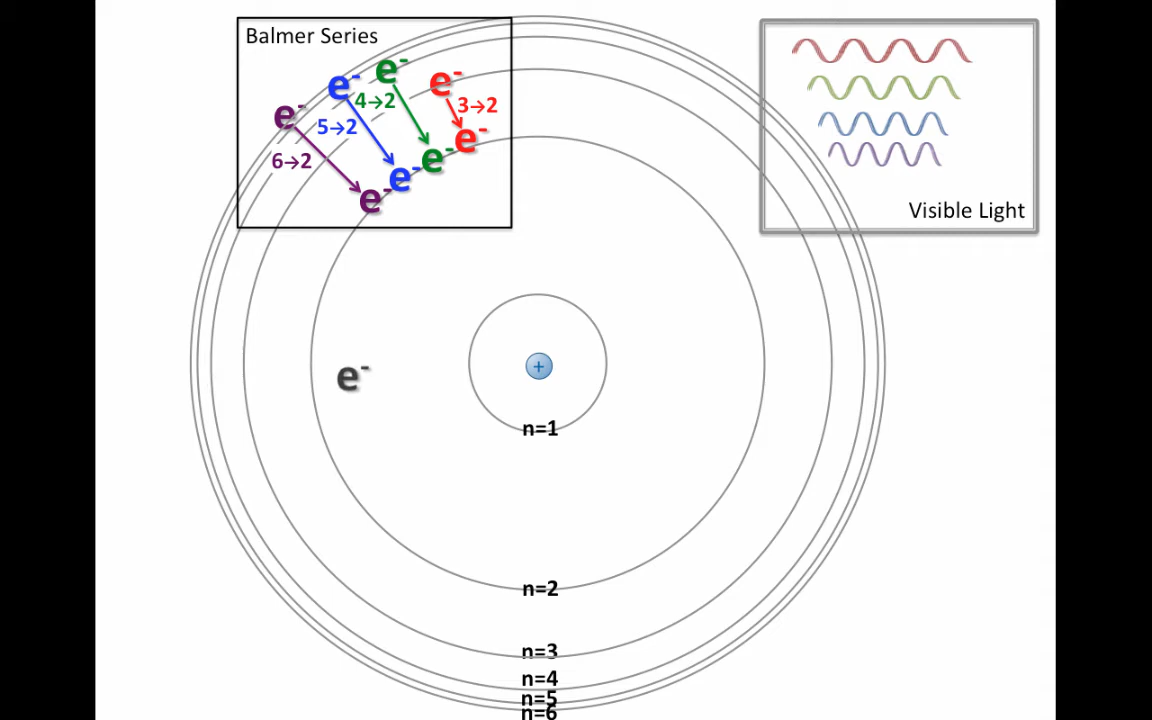 Balmer Series
e-
e-
e-
e-
4→2
3→2
5→2
e-
6→2
e-
e-
e-
Visible Light
e-
+
n=1
n=2
n=3
n=4
n=5
n=6